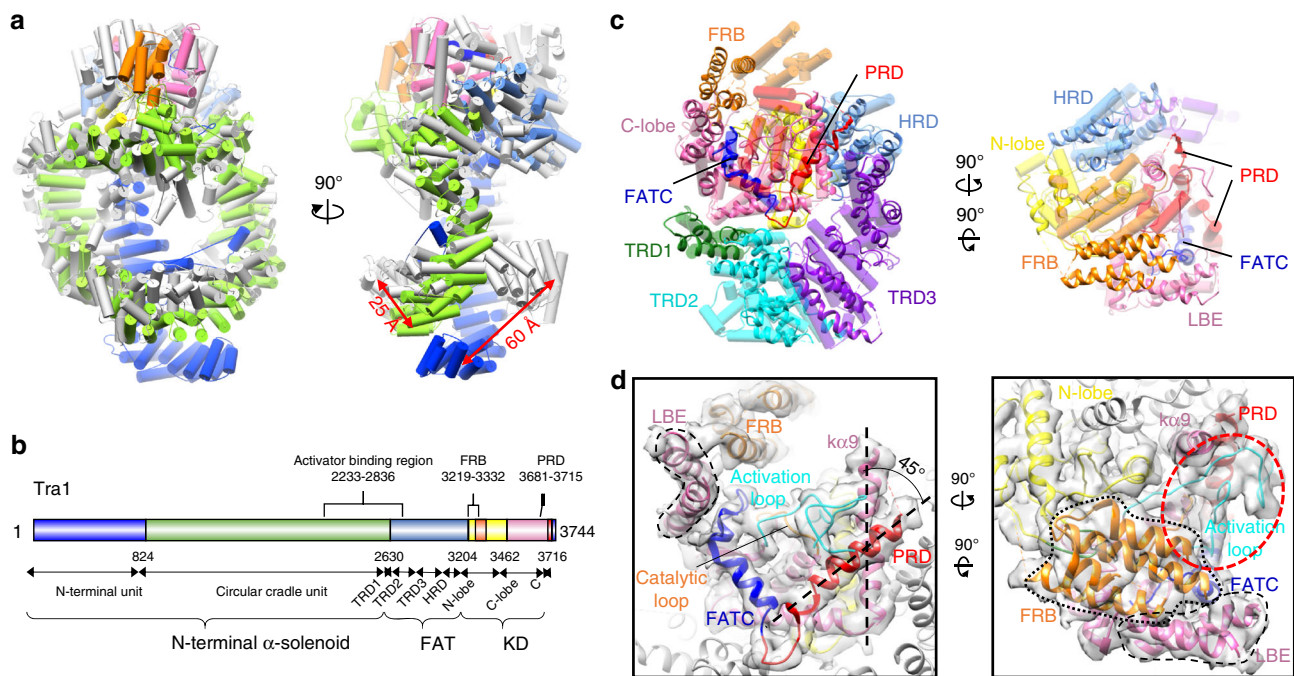 a
90°
25 Å
60 Å
b
Tra1
Activator binding region
2233-2836
FRB
3219-3332
PRD
3681-3715
1
3744
824
2630
3204
3462
3716
N-terminal unit
Circular cradle unit
TRD1
TRD2
TRD3
HRD
N-lobe
C-lobe
C
N-terminal α-solenoid
FAT
KD
c
FRB
PRD
C-lobe
HRD
FATC
TRD1
TRD2
TRD3
90°
90°
HRD
N-lobe
PRD
FRB
FATC
LBE
d
LBE
FRB
kα9
Activation
loop
45°
PRD
Catalytic
loop
FATC
90°
90°
N-lobe
PRD
kα9
Activation
loop
FATC
FRB
LBE